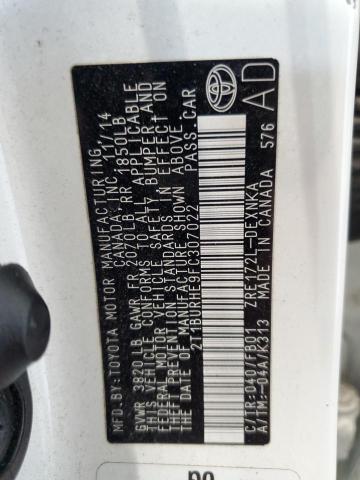 MFD.BY:TOYOTA MOTOR MANUFACTURING
CANADA,INC. 11/14
GVWR 3820LB GAWR FR 2070LB,RR 1850LB
THIS VEHICLE CONFORMS TO ALL APPLICABLE
FEDERAL MOTOR VEHICLE SAFETY BUMPER AND
THEFT PREVENTION STANDARDS IN EFFECT ON
THE DATE OF MANUFACTURE SHOWN ABOVE.
2T1BURHE9FC307022 PASS.CAR
C/TR:040/FB01 ZRE172L-DEXNKA
A/TM:-04A/K313 MADE IN CANADA 576
AD